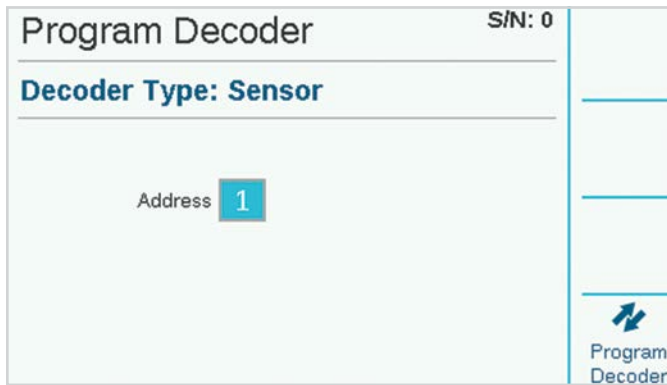 Program Decoder
S/N: 0
Decoder Type: Sensor
Address 1
Program
Decoder